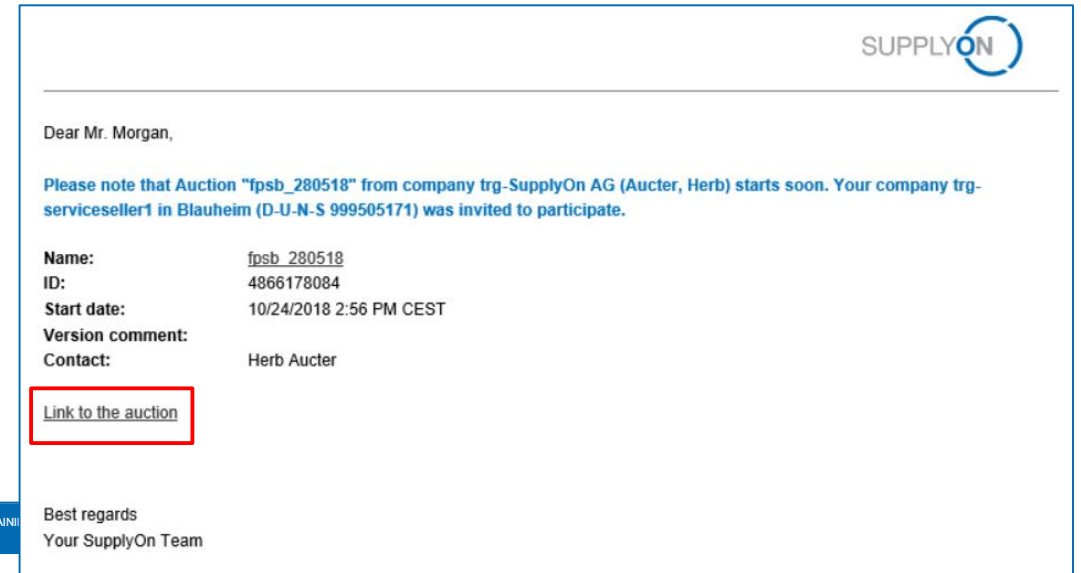 SUPPLYON
Dear Mr. Morgan,
Please note that Auction "fpsb_280518" from company trg-SupplyOn AG (Aucter, Herb) starts soon. Your company trg-
serviceseller1 in Blauheim (D-U-N-S 999505171) was invited to participate.
Name: fpsb_280518
ID: 4866178084
Start date: 10/24/2018 2:56 PM CEST
Version comment:
Contact: Herb Aucter
Link to the auction
Best regards
Your SupplyOn Team